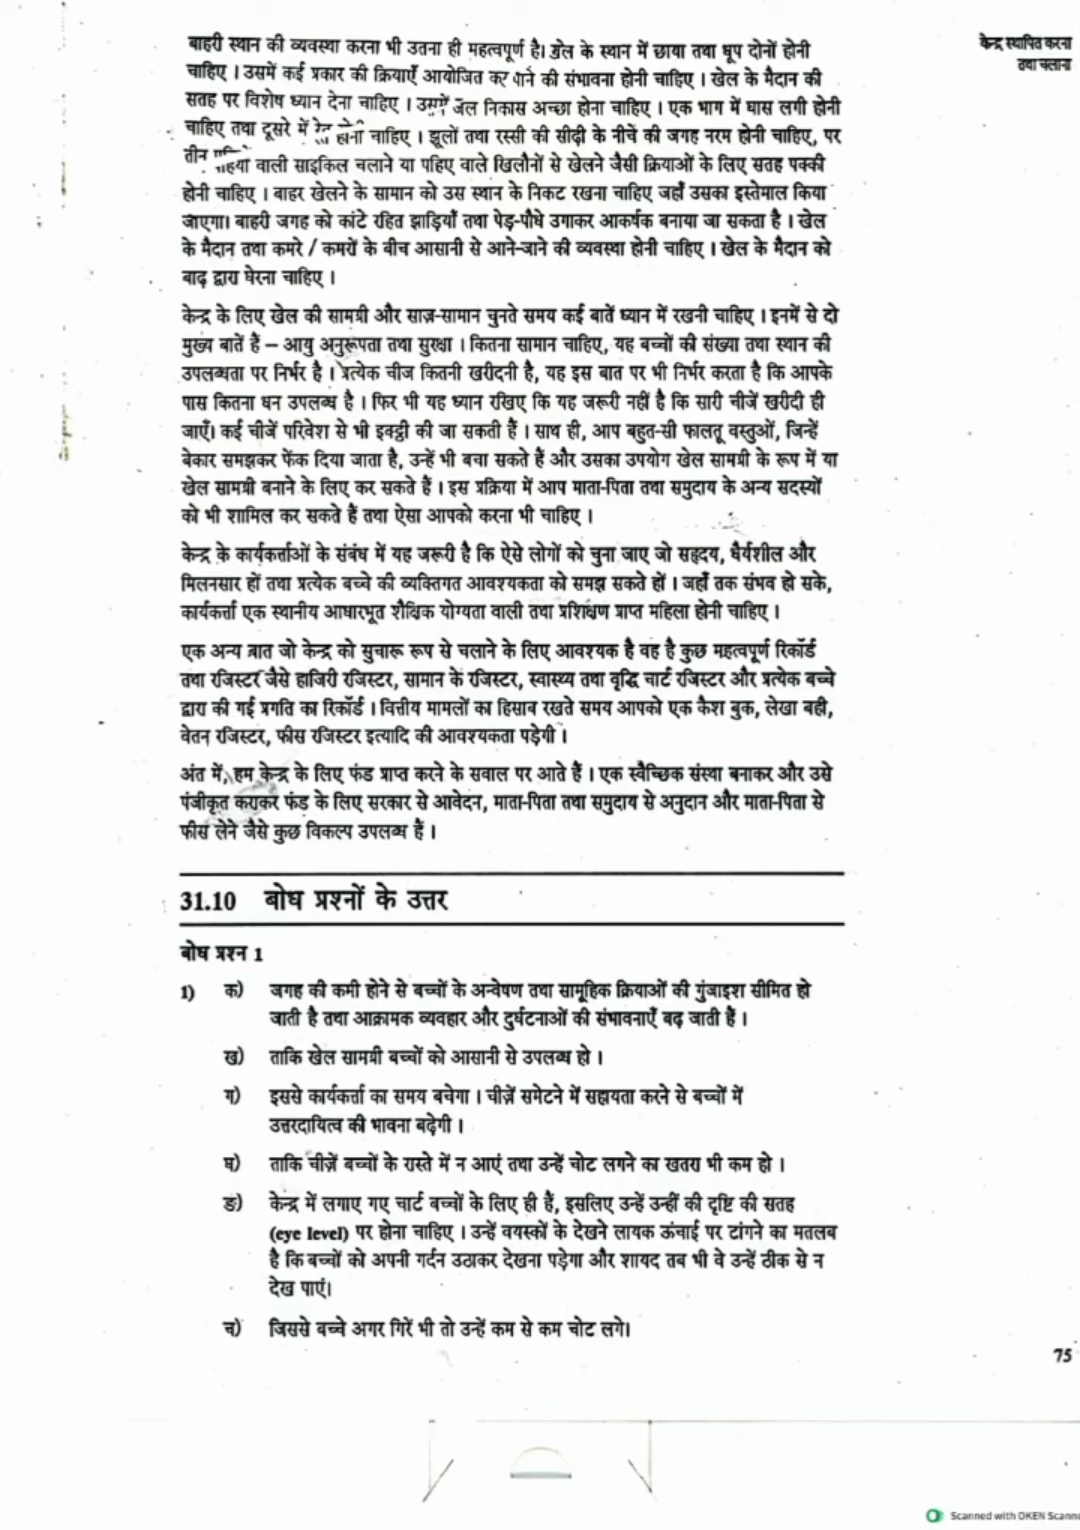 केन्द्र स्थापित करना
तथा चलाना
बाहरी स्थान की व्यवस्था करना भी उतना ही महत्वपूर्ण है। खेल के स्थान में छाया तथा धूप दोनों होनी
चाहिए । उसमें कई प्रकार की क्रियाएँ आयोजित कर पाने की संभावना होनी चाहिए । खेल के मैदान की
सतह पर विशेष ध्यान देना चाहिए । उसमें जल निकास अच्छा होना चाहिए । एक भाग में घास लगी होनी
चाहिए तथा दूसरे में रेत होनी चाहिए । झूलों तथा रस्सी की सीढ़ी के नीचे की जगह नरम होनी चाहिए, पर
तीन पहियों वाली साइकिल चलाने या पहिए वाले खिलौनों से खेलने जैसी क्रियाओं के लिए सतह पक्की
होनी चाहिए । बाहर खेलने के सामान को उस स्थान के निकट रखना चाहिए जहाँ उसका इस्तेमाल किया
जाएगा। बाहरी जगह को कांटे रहित झाड़ियाँ तथा पेड़-पौधे उगाकर आकर्षक बनाया जा सकता है । खेल
के मैदान तथा कमरे / कमरों के बीच आसानी से आने-जाने की व्यवस्था होनी चाहिए । खेल के मैदान को
बाढ़ द्वारा घेरना चाहिए ।
केन्द्र के लिए खेल की सामग्री और साज़-सामान चुनते समय कई बातें ध्यान में रखनी चाहिए । इनमें से दो
मुख्य बातें हैं – आयु अनुरूपता तथा सुरक्षा । कितना सामान चाहिए, यह बच्चों की संख्या तथा स्थान की
उपलब्धता पर निर्भर है । प्रत्येक चीज कितनी खरीदनी है, यह इस बात पर भी निर्भर करता है कि आपके
पास कितना धन उपलब्ध है । फिर भी यह ध्यान रखिए कि यह जरूरी नहीं है कि सारी चीजें खरीदी ही
जाएँ। कई चीजें परिवेश से भी इकट्ठी की जा सकती हैं । साथ ही, आप बहुत-सी फालतू वस्तुओं, जिन्हें
बेकार समझकर फेंक दिया जाता है, उन्हें भी बचा सकते हैं और उसका उपयोग खेल सामग्री के रूप में या
खेल सामग्री बनाने के लिए कर सकते हैं । इस प्रक्रिया में आप माता-पिता तथा समुदाय के अन्य सदस्यों
को भी शामिल कर सकते हैं तथा ऐसा आपको करना भी चाहिए ।
केन्द्र के कार्यकर्त्ताओं के संबंध में यह जरूरी है कि ऐसे लोगों को चुना जाए जो सहृदय, धैर्यशील और
मिलनसार हों तथा प्रत्येक बच्चे की व्यक्तिगत आवश्यकता को समझ सकते हों । जहाँ तक संभव हो सके,
कार्यकर्त्ता एक स्थानीय आधारभूत शैक्षिक योग्यता वाली तथा प्रशिक्षण प्राप्त महिला होनी चाहिए ।
एक अन्य बात जो केन्द्र को सुचारू रूप से चलाने के लिए आवश्यक है वह है कुछ महत्वपूर्ण रिकॉर्ड
तथा रजिस्टर जैसे हाजिरी रजिस्टर, सामान के रजिस्टर, स्वास्थ्य तथा वृद्धि चार्ट रजिस्टर और प्रत्येक बच्चे
द्वारा की गई प्रगति का रिकॉर्ड । वित्तीय मामलों का हिसाब रखते समय आपको एक कैश बुक, लेखा बही,
वेतन रजिस्टर, फीस रजिस्टर इत्यादि की आवश्यकता पड़ेगी ।
अंत में, हम केन्द्र के लिए फंड प्राप्त करने के सवाल पर आते हैं । एक स्वैच्छिक संस्था बनाकर और उसे
पंजीकृत कराकर फंड के लिए सरकार से आवेदन, माता-पिता तथा समुदाय से अनुदान और माता-पिता से
फीस लेने जैसे कुछ विकल्प उपलब्ध हैं ।
31.10 बोध प्रश्नों के उत्तर
बोध प्रश्न 1
1) क) जगह की कमी होने से बच्चों के अन्वेषण तथा सामूहिक क्रियाओं की गुंजाइश सीमित हो
जाती है तथा आक्रामक व्यवहार और दुर्घटनाओं की संभावनाएँ बढ़ जाती हैं ।
ख) ताकि खेल सामग्री बच्चों को आसानी से उपलब्ध हो ।
ग) इससे कार्यकर्त्ता का समय बचेगा । चीज़ें समेटने में सहायता करने से बच्चों में
उत्तरदायित्व की भावना बढ़ेगी ।
घ) ताकि चीज़ें बच्चों के रास्ते में न आएं तथा उन्हें चोट लगने का खतरा भी कम हो ।
ङ) केन्द्र में लगाए गए चार्ट बच्चों के लिए ही हैं, इसलिए उन्हें उन्हीं की दृष्टि की सतह
(eye level) पर होना चाहिए । उन्हें वयस्कों के देखने लायक ऊंचाई पर टांगने का मतलब
है कि बच्चों को अपनी गर्दन उठाकर देखना पड़ेगा और शायद तब भी वे उन्हें ठीक से न
देख पाएं।
च) जिससे बच्चे अगर गिरें भी तो उन्हें कम से कम चोट लगे।
75
Scanned with OKEN Scanne